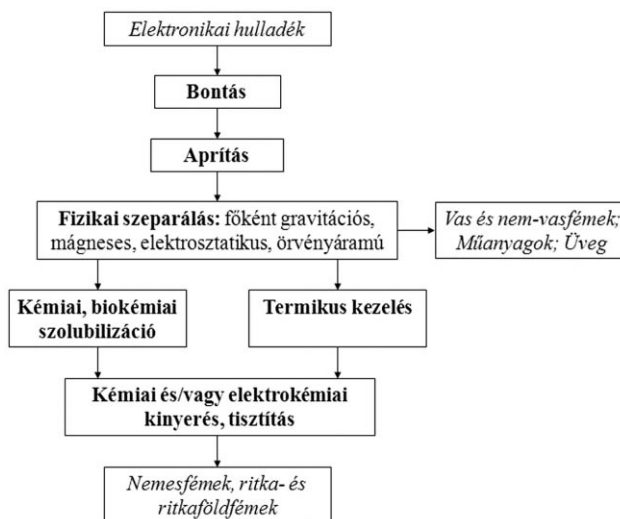 Elektronikai hulladék
Bontás
Aprítás
Fizikai szeparálás: főként gravitációs,
mágneses, elektrosztatikus, örvényáramú
Vas és nem-vasfémek;
Műanyagok; Üveg
Kémiai, biokémiai
szolubilizáció
Termikus kezelés
Kémiai és/vagy elektrokémiai
kinyerés, tisztítás
Nemesfémek, ritka- és
ritkaföldfémek